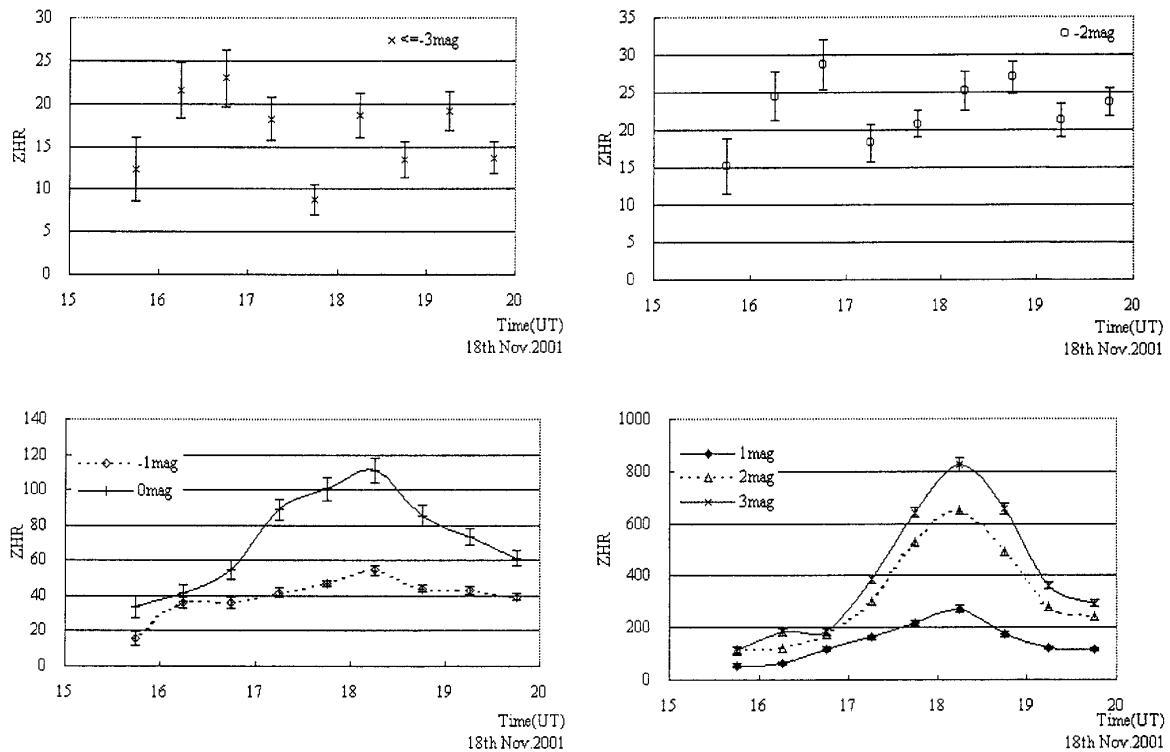 30
25
20
15
10
5
0
ZHR
<=-3mag
15 16 17 18 19 20
Time(UT)
18th Nov.2001
35
30
25
20
15
10
5
0
ZHR
-2mag
15 16 17 18 19 20
Time(UT)
18th Nov.2001
140
120
100
80
60
40
20
0
ZHR
-1mag
0mag
15 16 17 18 19 20
Time(UT)
18th Nov.2001
1000
800
600
400
200
0
ZHR
1mag
2mag
3mag
15 16 17 18 19 20
Time(UT)
18th Nov.2001